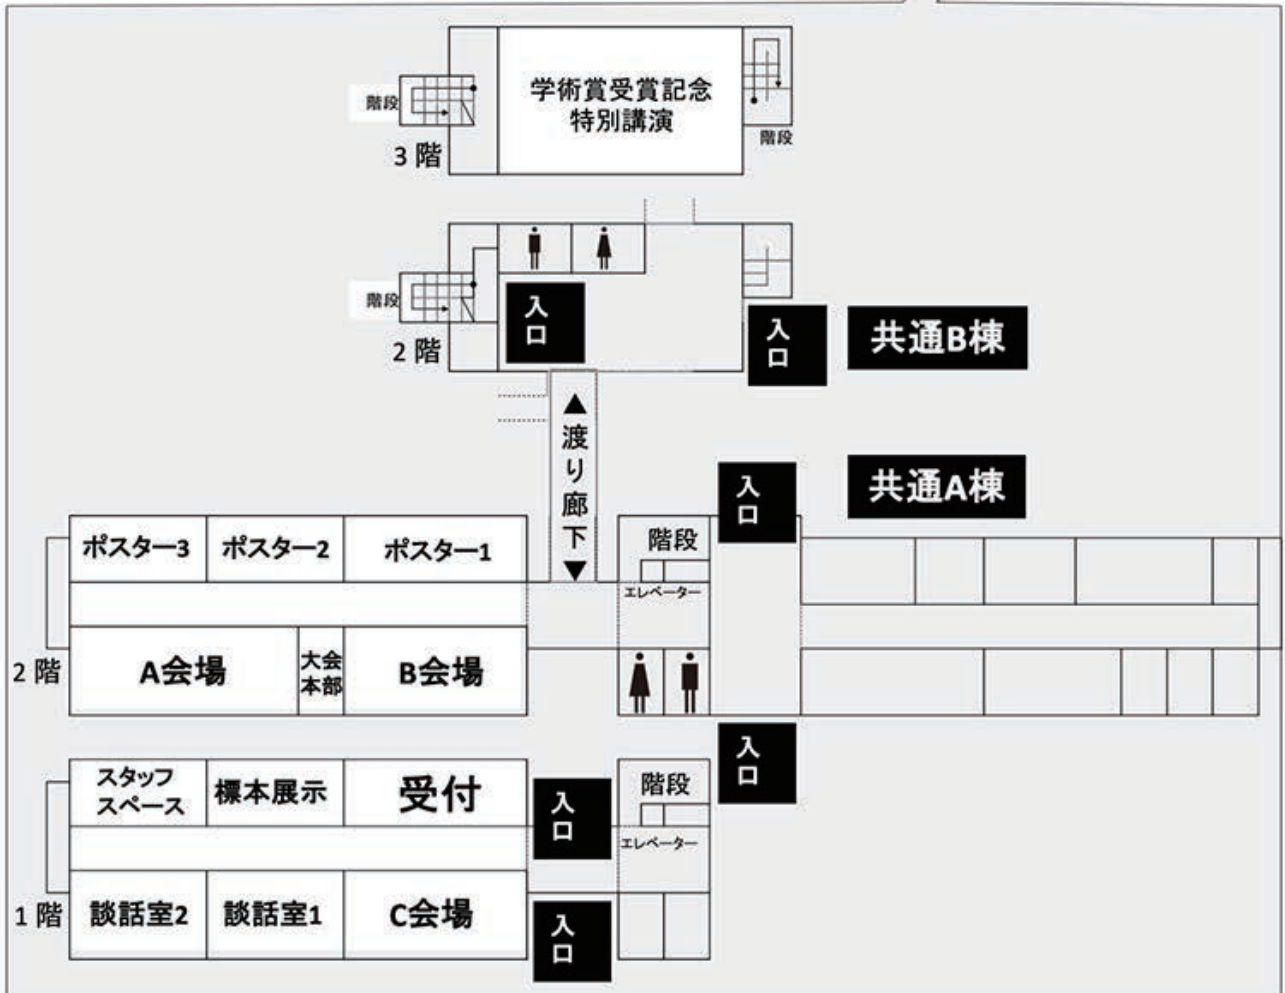 学術賞受賞記念
特別講演
階段
階段
3 階
階段
2 階
入
口
入
口
共通B棟
▲
渡
り
廊
下
▼
入
口
共通A棟
ポスター3
ポスター2
ポスター1
階段
エレベーター
2 階
A会場
大会
本部
B会場
入
口
スタッフ
スペース
標本展示
受付
入
口
階段
エレベーター
1 階
談話室2
談話室1
C会場
入
口